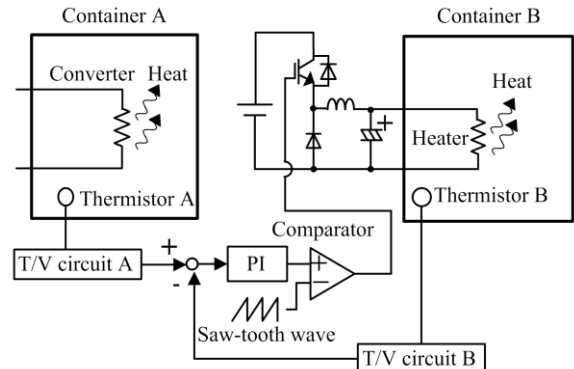 Container A
Container B
Converter
Heat
Heat
Heater
Thermistor A
Thermistor B
Comparator
+
T/V circuit A
+
-
PI
+
−
Saw-tooth wave
T/V circuit B